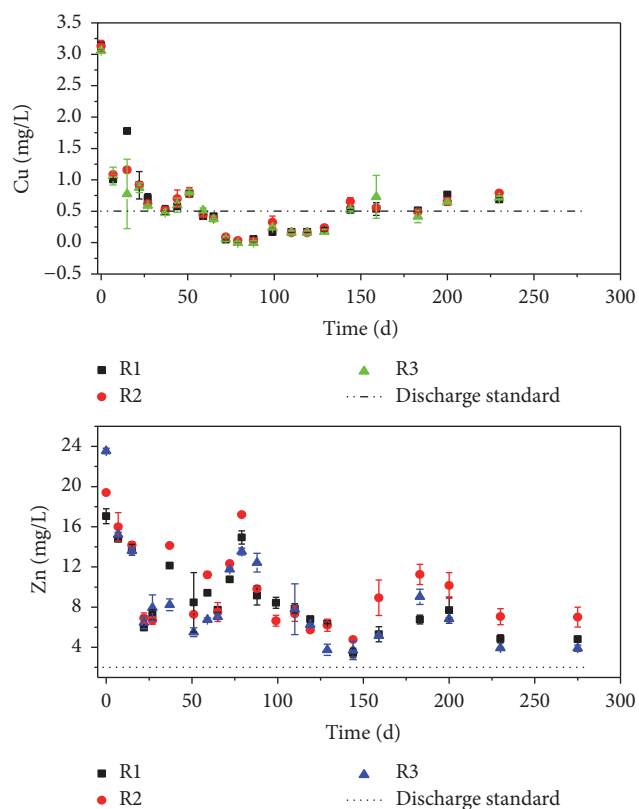 3.5
3.0
2.5
2.0
1.5
1.0
0.5
0.0
−0.5
Cu (mg/L)
0 50 100 150 200 250 300
Time (d)
R1 R3
R2 Discharge standard
24
20
16
12
8
4
Zn (mg/L)
0 50 100 150 200 250 300
Time (d)
R1 R3
R2 Discharge standard